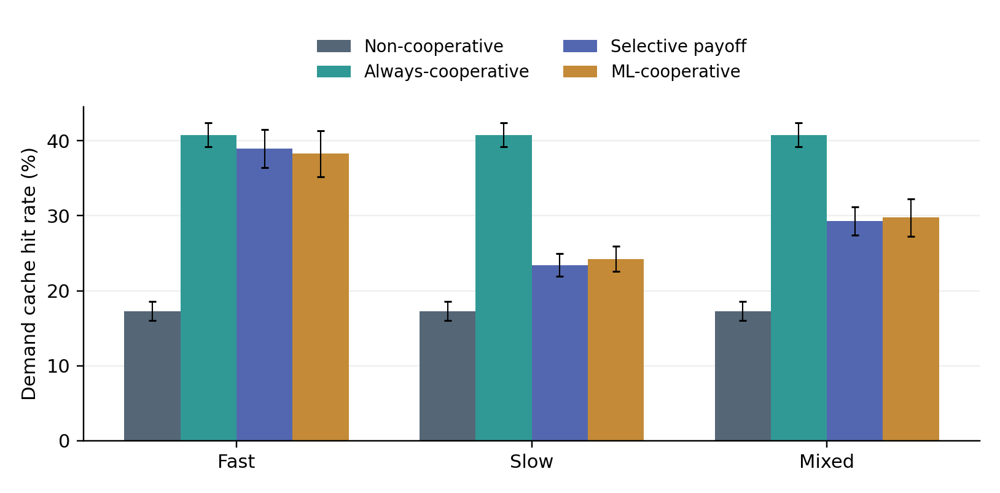 Non-cooperative
Always-cooperative
Selective payoff
ML-cooperative
Demand cache hit rate (%)
40
30
20
10
0
Fast
Slow
Mixed